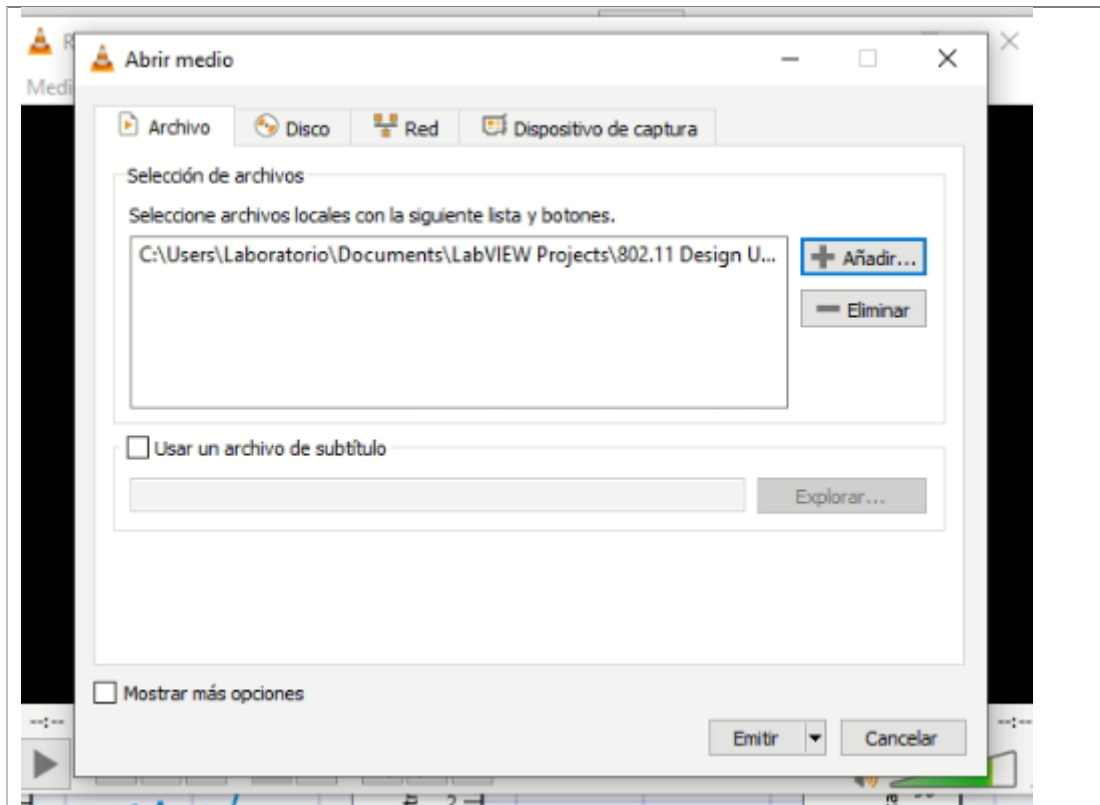 Abrir medio
Medi
Archivo
Disco
Red
Dispositivo de captura
Selección de archivos
Seleccione archivos locales con la siguiente lista y botones.
C:\Users\Laboratorio\Documents\LabVIEW Projects\802.11 Design U...
Añadir...
Eliminar
Usar un archivo de subtítulo
Explorar...
Mostrar más opciones
--:--
--:--
Emitir
Cancelar